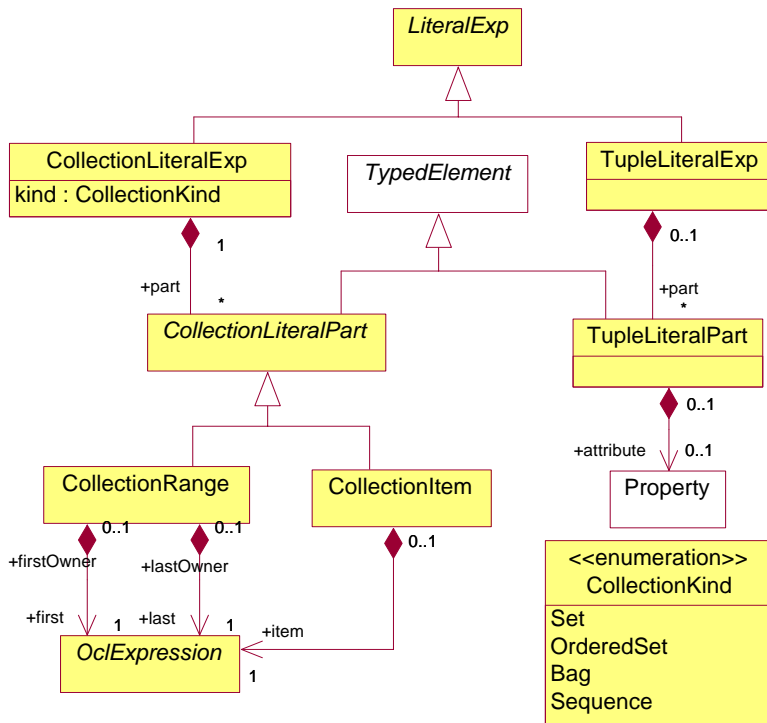 LiteralExp
CollectionLiteralExp
kind : CollectionKind
TypedElement
TupleLiteralExp
1
+part
*
0..1
+part
*
CollectionLiteralPart
TupleLiteralPart
0..1
+attribute
0..1
Property
CollectionRange
CollectionItem
0..1
+firstOwner
0..1
+lastOwner
0..1
+first
1
+last
1
+item
1
OclExpression
<<enumeration>>
CollectionKind
Set
OrderedSet
Bag
Sequence